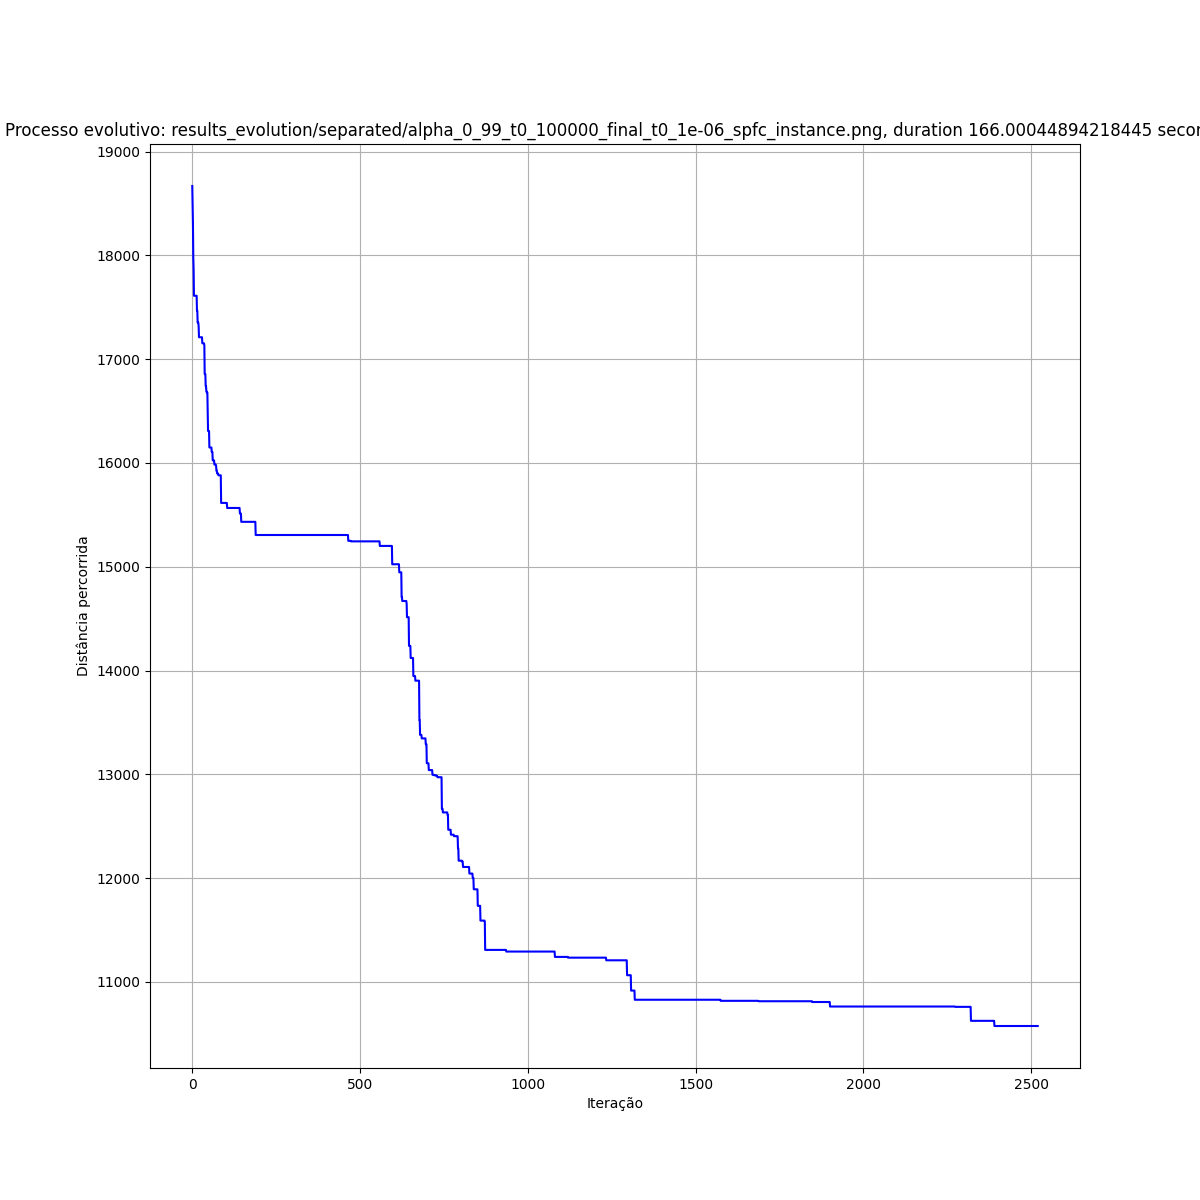 Processo evolutivo: results_evolution/separated/alpha_0_99_t0_100000_final_t0_1e-06_spfc_instance.png, duration 166.00044894218445 secon
19000
18000
17000
16000
15000
14000
13000
12000
11000
Distância percorrida
0 500 1000 1500 2000 2500
Iteração